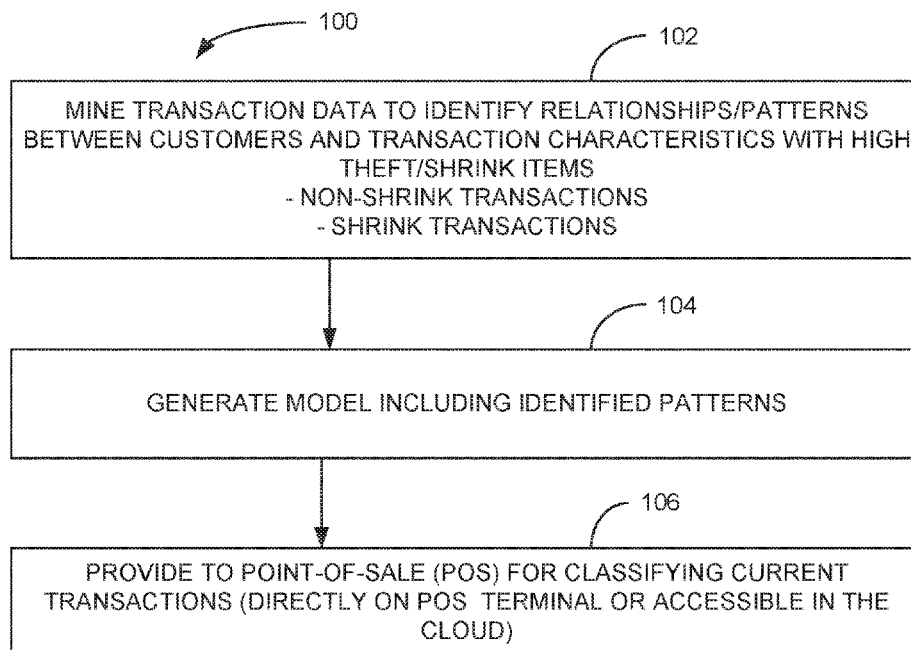 100
102
MINE TRANSACTION DATA TO IDENTIFY RELATIONSHIPS/PATTERNS
BETWEEN CUSTOMERS AND TRANSACTION CHARACTERISTICS WITH HIGH
THEFT/SHRINK ITEMS
- NON-SHRINK TRANSACTIONS
- SHRINK TRANSACTIONS
104
GENERATE MODEL INCLUDING IDENTIFIED PATTERNS
106
PROVIDE TO POINT-OF-SALE (POS) FOR CLASSIFYING CURRENT
TRANSACTIONS (DIRECTLY ON POS TERMINAL OR ACCESSIBLE IN THE
CLOUD)